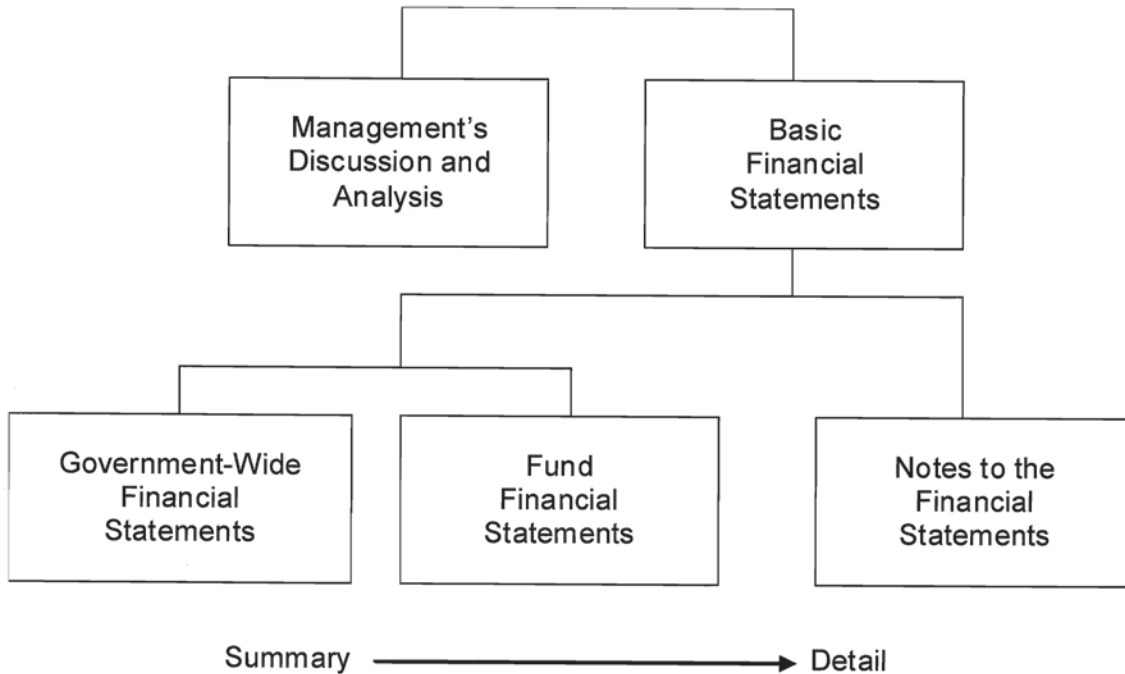 Management's
Discussion and
Analysis
Basic
Financial
Statements
Government-Wide
Financial
Statements
Fund
Financial
Statements
Notes to the
Financial
Statements
Summary
Detail